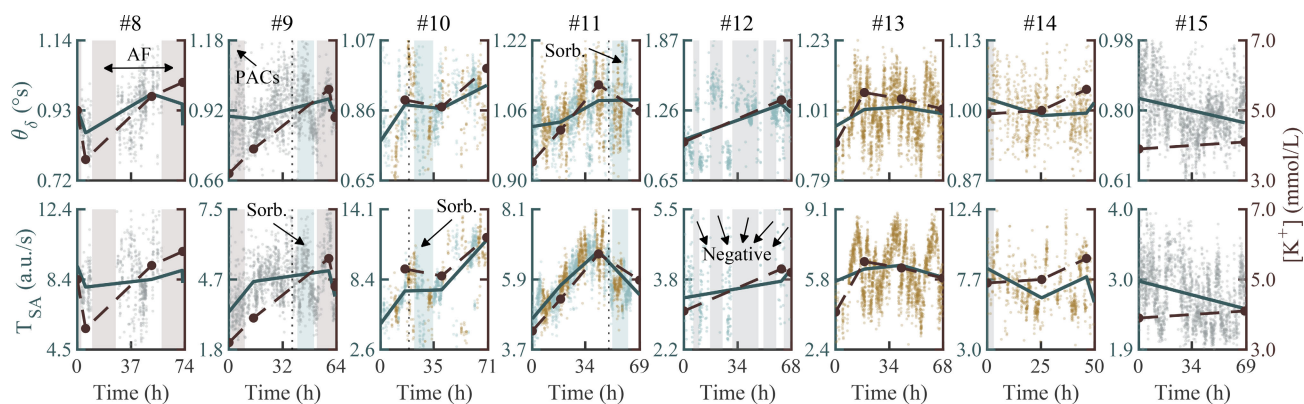 #8 #9 #10 #11 #12 #13 #14 #15
1.14 1.18 1.07 1.22 1.87 1.23 1.13 0.98 7.0
AF PACs Sorb.
0.93 0.92 0.86 1.06 1.26 1.01 1.00 0.80 5.0
0.72 0.66 0.65 0.90 0.65 0.79 0.87 0.61 3.0
θδ (°s)
12.4 7.5 14.1 8.1 5.5 9.1 12.4 4.0 7.0
Sorb. Sorb. Negative
8.4 4.7 8.4 5.9 3.8 5.8 7.7 3.0 5.0
4.5 1.8 2.6 3.7 2.2 2.4 3.0 1.9 3.0
TSA (a.u./s)
[K+] (mmol/L)
0 37 74 0 32 64 0 35 71 0 34 69 0 34 68 0 34 68 0 25 50 0 34 69
Time (h) Time (h) Time (h) Time (h) Time (h) Time (h) Time (h) Time (h)